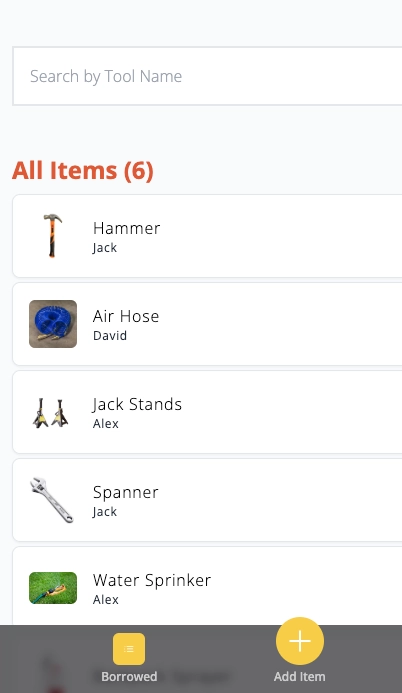 Search by Tool Name
All Items (6)
Hammer
Jack
Air Hose
David
Jack Stands
Alex
Spanner
Jack
Water Sprinker
Alex
Borrowed
Add Item